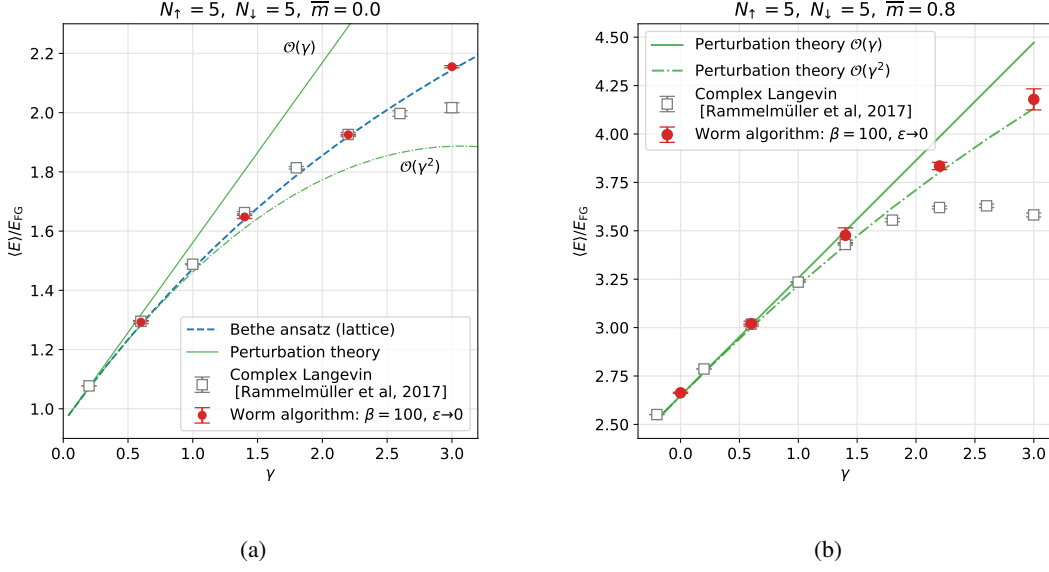 N↑ = 5, N↓ = 5, m̅ = 0.0
2.2
2.0
1.8
1.6
1.4
1.2
1.0
⟨E⟩/E_FG
𝒪(γ)
𝒪(γ²)
Bethe ansatz (lattice)
Perturbation theory
Complex Langevin
[Rammelmüller et al, 2017]
Worm algorithm: β = 100, ε→0
0.0 0.5 1.0 1.5 2.0 2.5 3.0
γ
(a)
N↑ = 5, N↓ = 5, m̅ = 0.8
4.50
4.25
4.00
3.75
3.50
3.25
3.00
2.75
2.50
⟨E⟩/E_FG
Perturbation theory 𝒪(γ)
Perturbation theory 𝒪(γ²)
Complex Langevin
[Rammelmüller et al, 2017]
Worm algorithm: β = 100, ε→0
0.0 0.5 1.0 1.5 2.0 2.5 3.0
γ
(b)